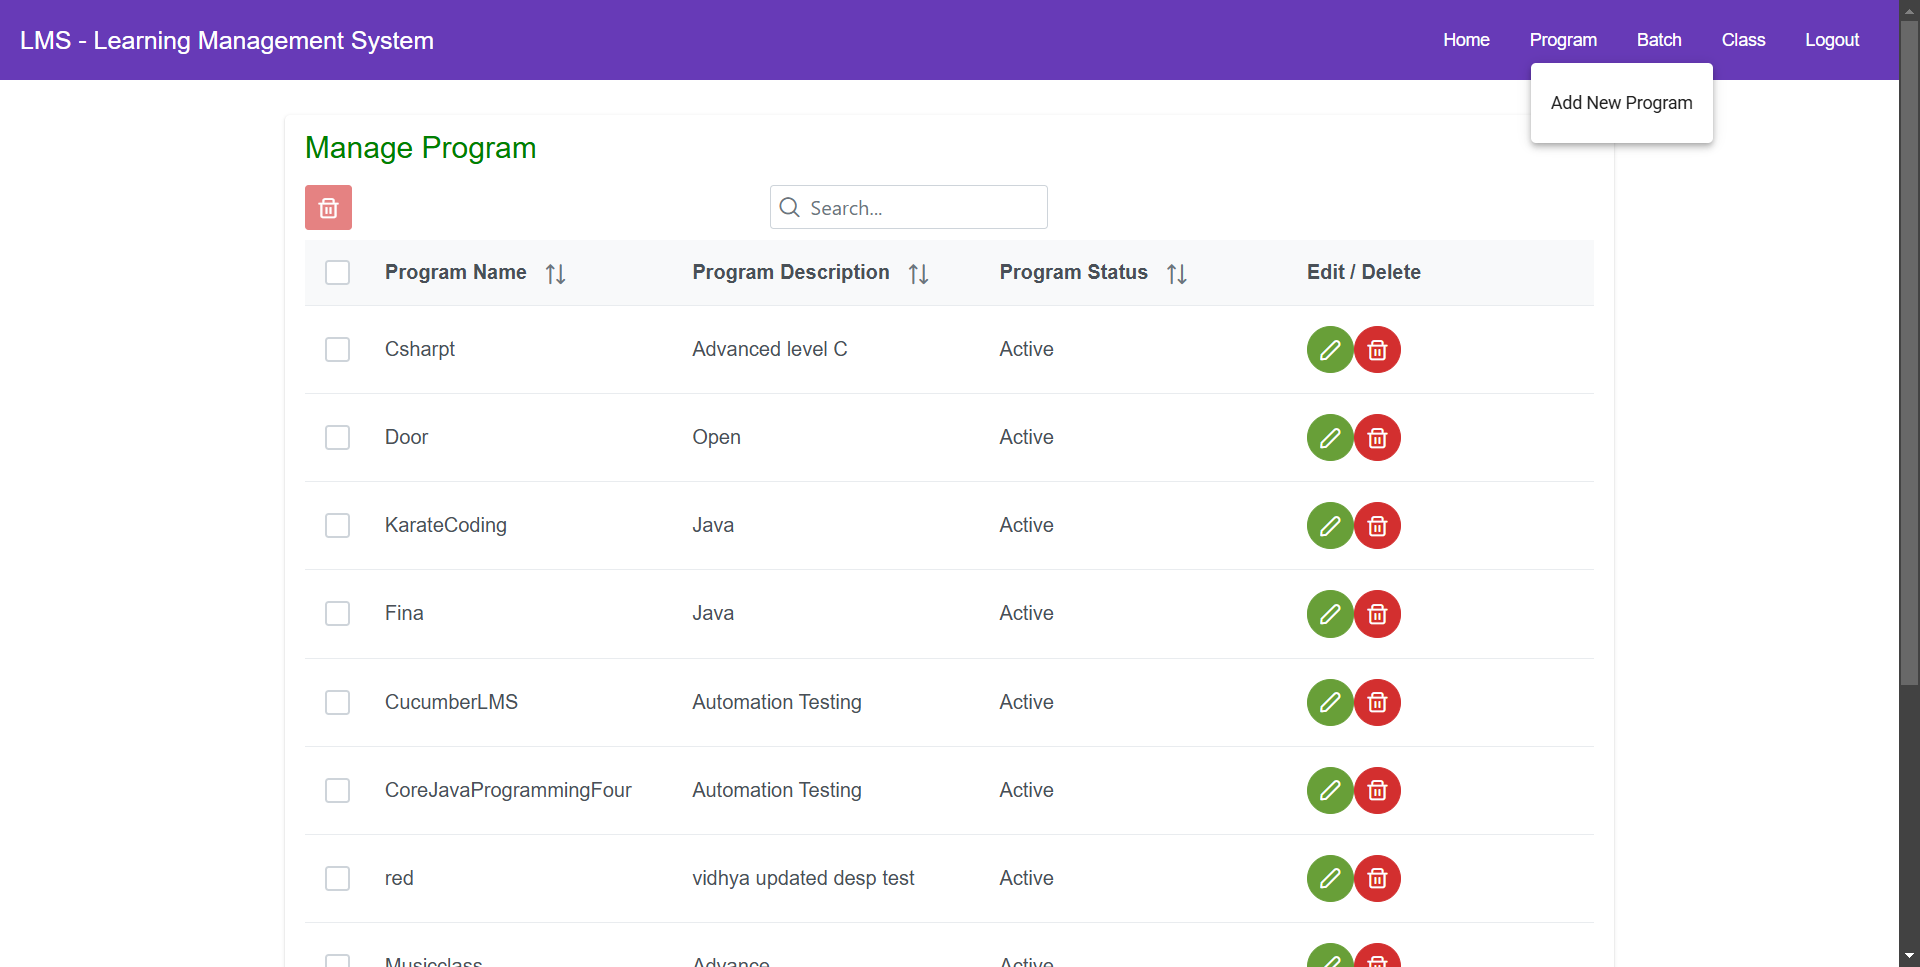 LMS - Learning Management System
Home Program Batch Class Logout
Add New Program
Manage Program
Search...
Program Name Program Description Program Status Edit / Delete
Csharpt Advanced level C Active
Door Open Active
KarateCoding Java Active
Fina Java Active
CucumberLMS Automation Testing Active
CoreJavaProgrammingFour Automation Testing Active
red vidhya updated desp test Active
Musicclass Advance Active